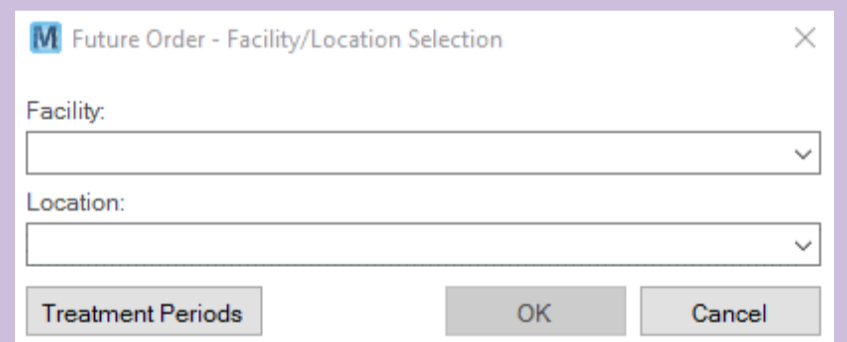 M Future Order - Facility/Location Selection
Facility:
Location:
Treatment Periods OK Cancel